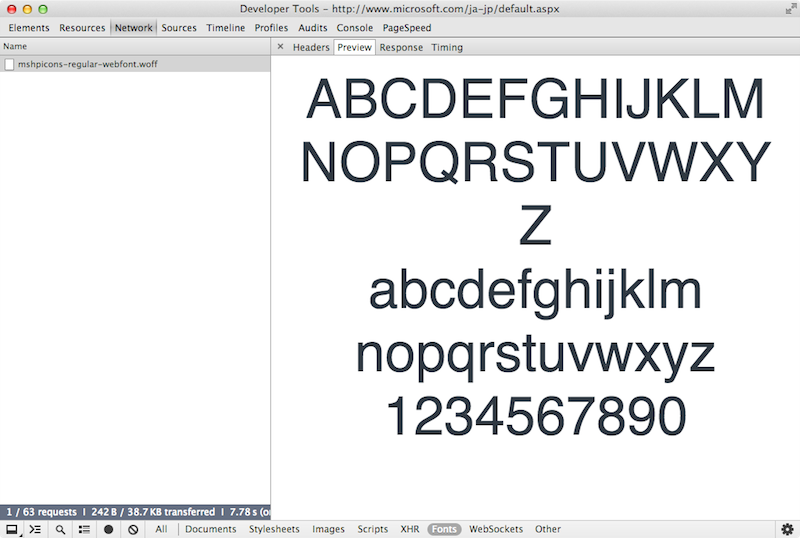 Developer Tools - http://www.microsoft.com/ja-jp/default.aspx
Elements Resources Network Sources Timeline Profiles Audits Console PageSpeed
Name
× Headers Preview Response Timing
mshpicons-regular-webfont.woff
ABCDEFGHIJKLM
NOPQRSTUVWXY
Z
abcdefghijklm
nopqrstuvwxyz
1234567890
1 / 63 requests | 242 B / 38.7 KB transferred | 7.78 s (o
All Documents Stylesheets Images Scripts XHR Fonts WebSockets Other